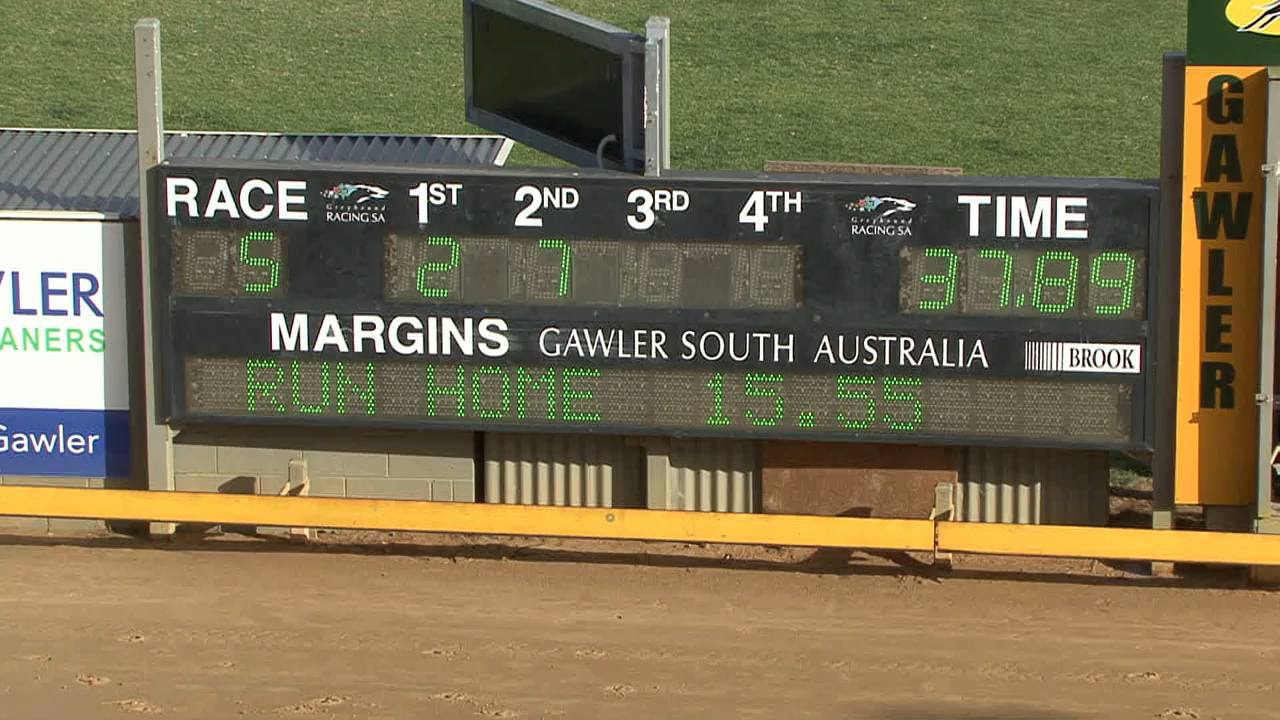 RACE 1ST 2ND 3RD 4TH TIME
Greyhound RACING SA
Greyhound RACING SA
5 2 7 37.89
MARGINS GAWLER SOUTH AUSTRALIA BROOK
RUN HOME 15.55
LER
ANERS
Gawler
GAWLER